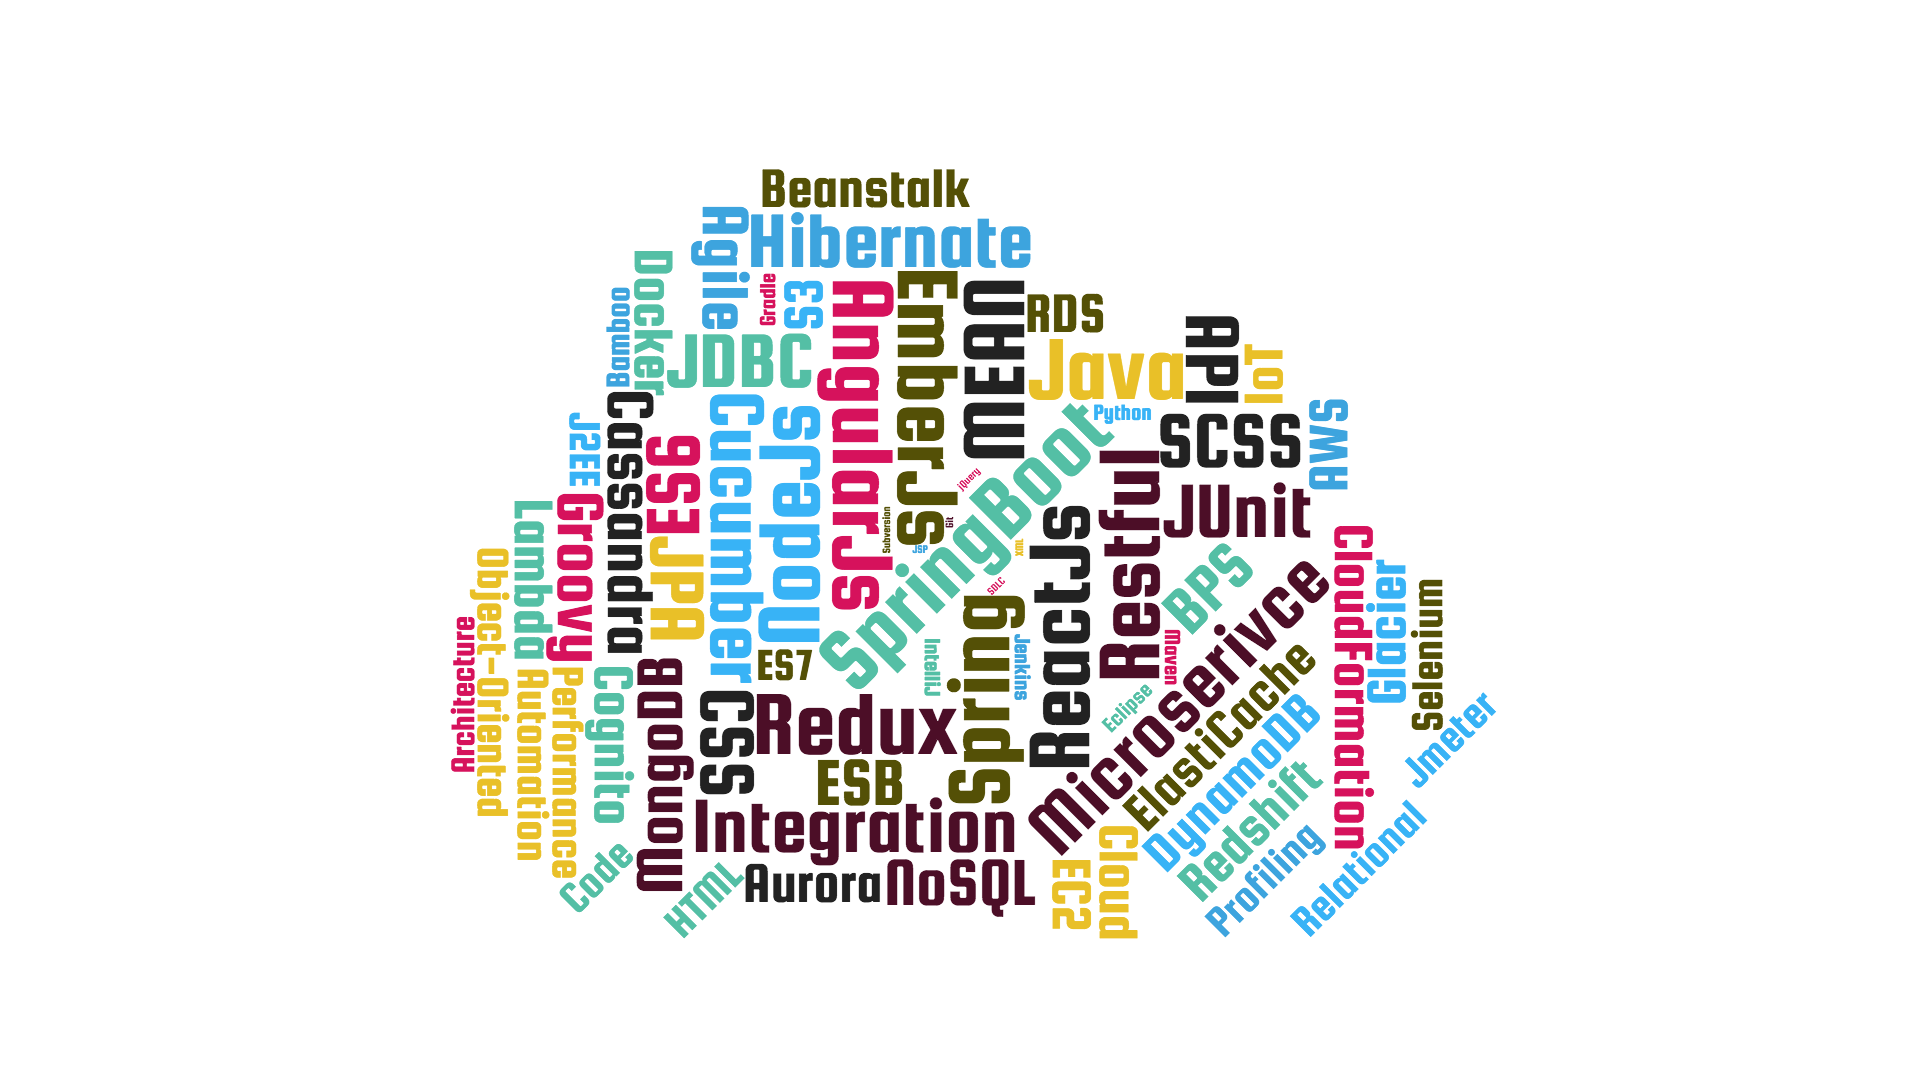 Beanstalk
Agile
Hibernate
Docker
Gradle
ES
AngularJs
EmberJs
MEAN
RDS
Bamboo
JDBC
Java
API
IoT
Cassandra
Cucumber
NodeJs
SpringBoot
Python
SCSS
AWS
J2EE
ES6
jQuery
Restful
JUnit
Groovy
Lambda
JPA
Subversion
Git
JSP
XML
ReactJs
BPS
CloudFormation
Glacier
Selenium
Object-Oriented
Architecture
SDLC
Spring
Microserivce
ES7
IntelliJ
Jenkins
Maven
Automation
Performance
Cognito
MongoDB
CSS
Redux
Eclipse
ElastiCache
DynamoDB
Jmeter
ESB
Integration
Redshift
Code
HTML
Aurora
NoSQL
EC2
Cloud
Profiling
Relational